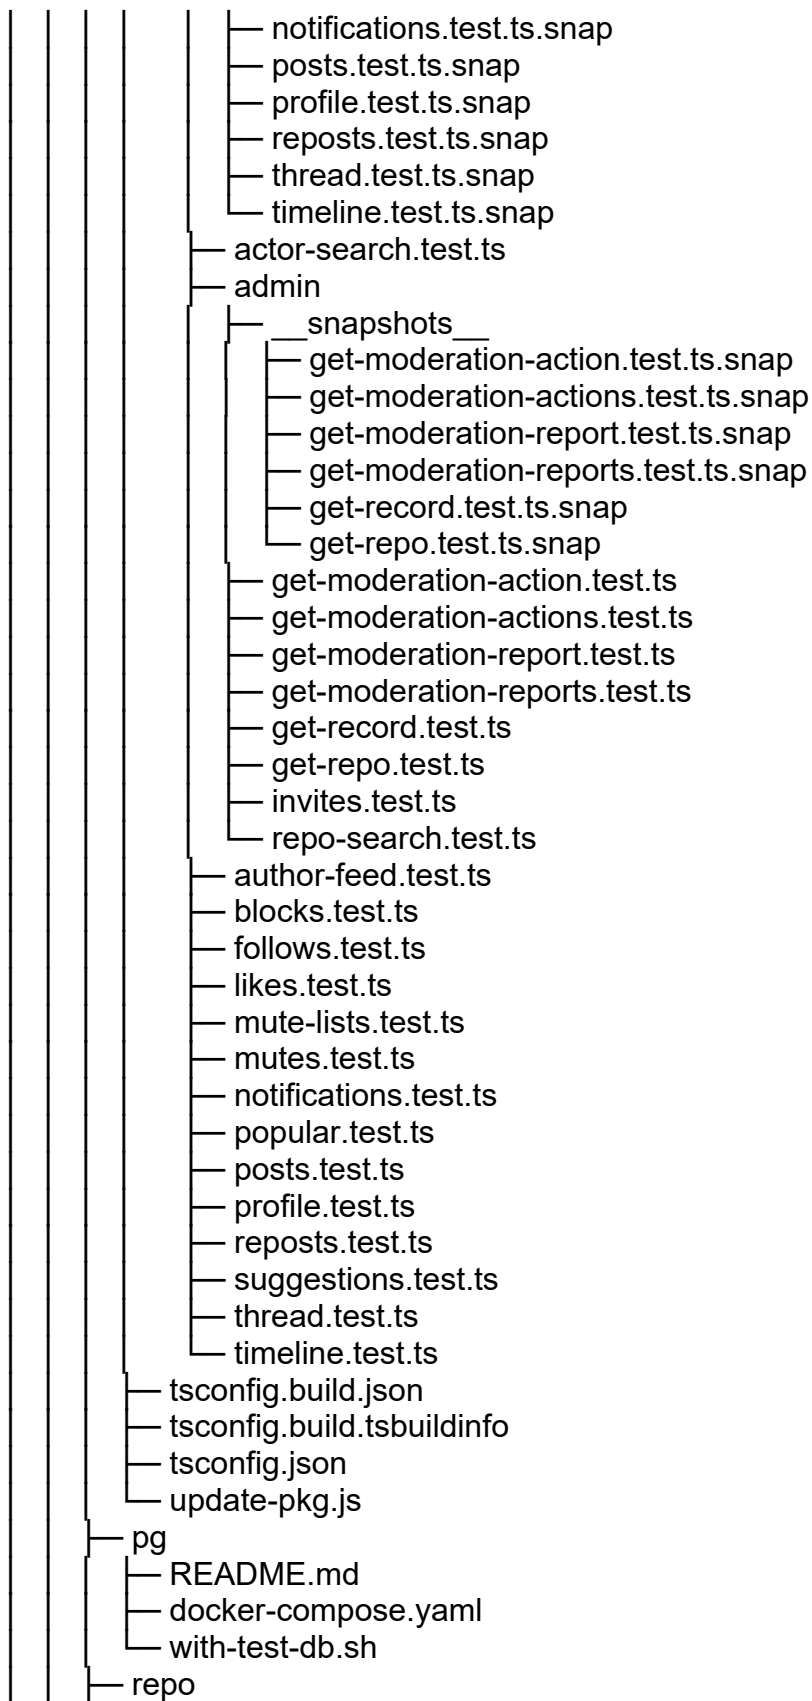 notifications.test.ts.snap
posts.test.ts.snap
profile.test.ts.snap
reposts.test.ts.snap
thread.test.ts.snap
timeline.test.ts.snap
actor-search.test.ts
admin
__snapshots__
get-moderation-action.test.ts.snap
get-moderation-actions.test.ts.snap
get-moderation-report.test.ts.snap
get-moderation-reports.test.ts.snap
get-record.test.ts.snap
get-repo.test.ts.snap
get-moderation-action.test.ts
get-moderation-actions.test.ts
get-moderation-report.test.ts
get-moderation-reports.test.ts
get-record.test.ts
get-repo.test.ts
invites.test.ts
repo-search.test.ts
author-feed.test.ts
blocks.test.ts
follows.test.ts
likes.test.ts
mute-lists.test.ts
mutes.test.ts
notifications.test.ts
popular.test.ts
posts.test.ts
profile.test.ts
reposts.test.ts
suggestions.test.ts
thread.test.ts
timeline.test.ts
tsconfig.build.json
tsconfig.build.tsbuildinfo
tsconfig.json
update-pkg.js
pg
README.md
docker-compose.yaml
with-test-db.sh
repo